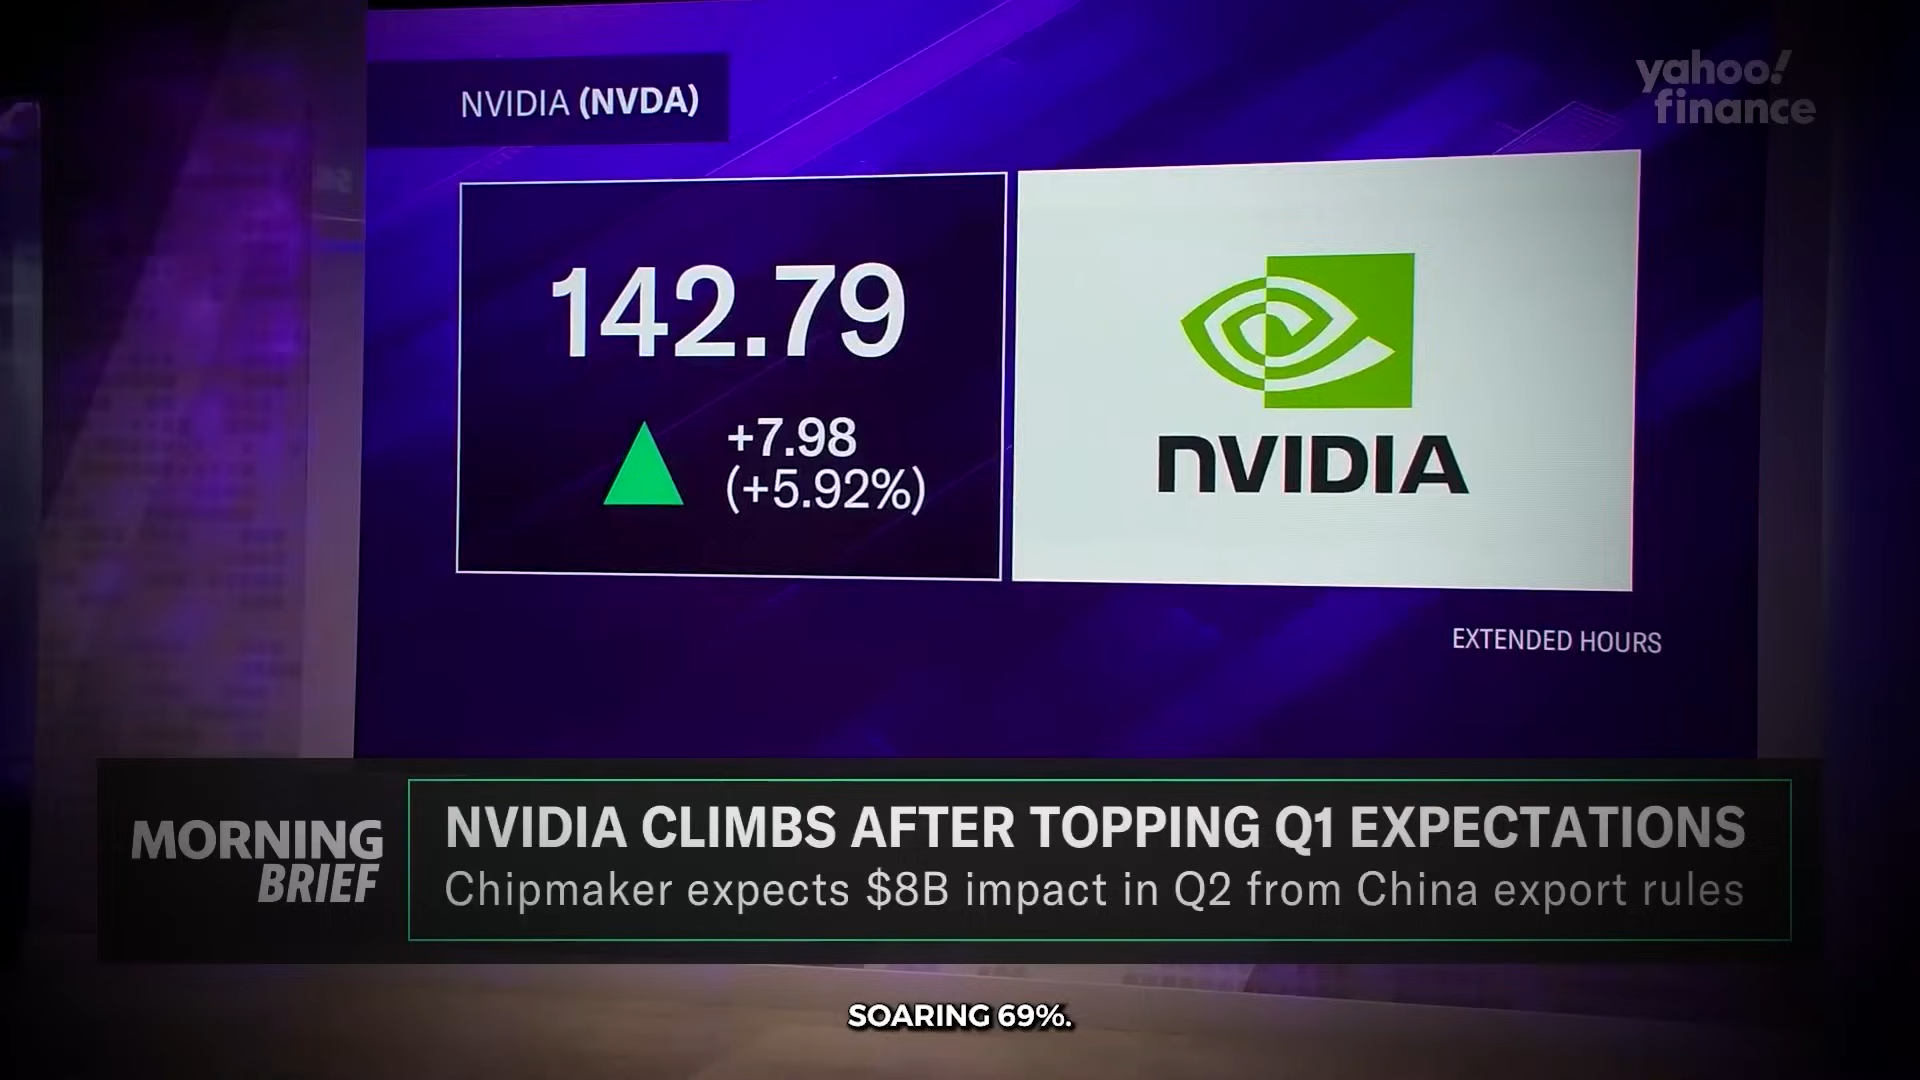 yahoo!
finance
NVIDIA (NVDA)
142.79
+7.98
(+5.92%)
NVIDIA
EXTENDED HOURS
MORNING
BRIEF
NVIDIA CLIMBS AFTER TOPPING Q1 EXPECTATIONS
Chipmaker expects $8B impact in Q2 from China export rules
SOARING 69%.